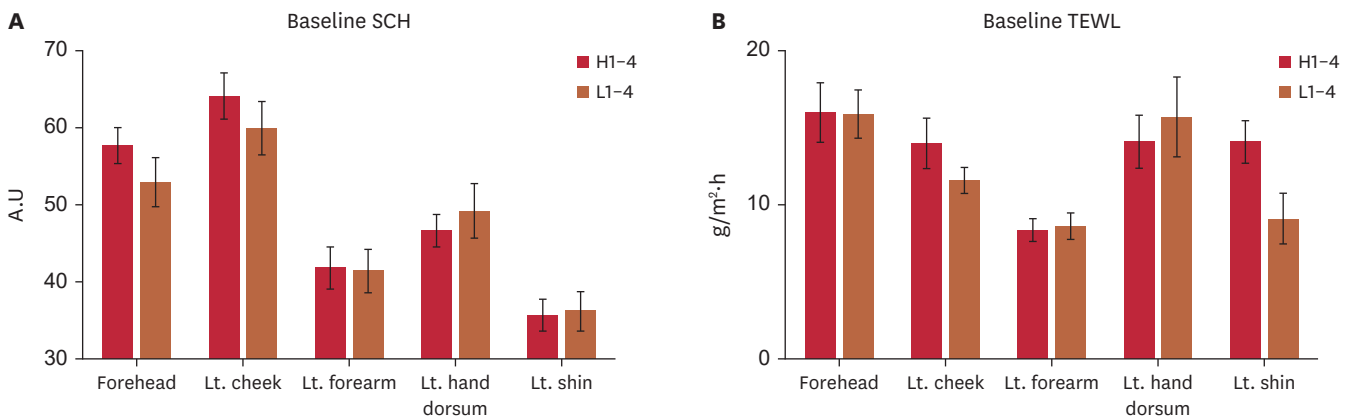 A
Baseline SCH
70
60
50
40
30
A.U
H1–4
L1–4
Forehead
Lt. cheek
Lt. forearm
Lt. hand
dorsum
Lt. shin
B
Baseline TEWL
20
10
0
g/m²·h
H1–4
L1–4
Forehead
Lt. cheek
Lt. forearm
Lt. hand
dorsum
Lt. shin